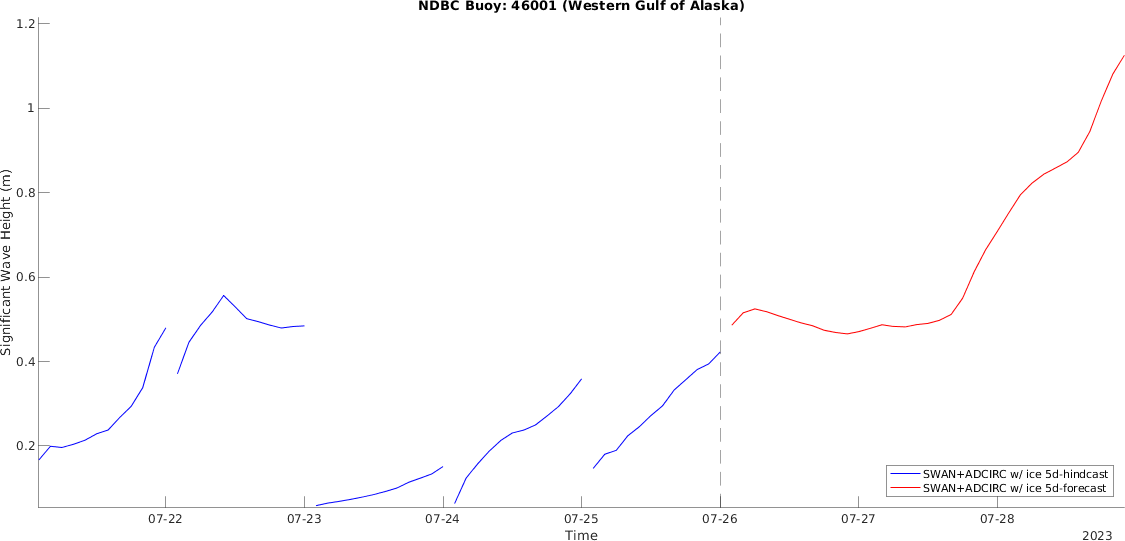 NDBC Buoy: 46001 (Western Gulf of Alaska)
1.2
1
0.8
0.6
0.4
0.2
Significant Wave Height (m)
SWAN+ADCIRC w/ ice 5d-hindcast
SWAN+ADCIRC w/ ice 5d-forecast
07-22 07-23 07-24 07-25 07-26 07-27 07-28
Time
2023